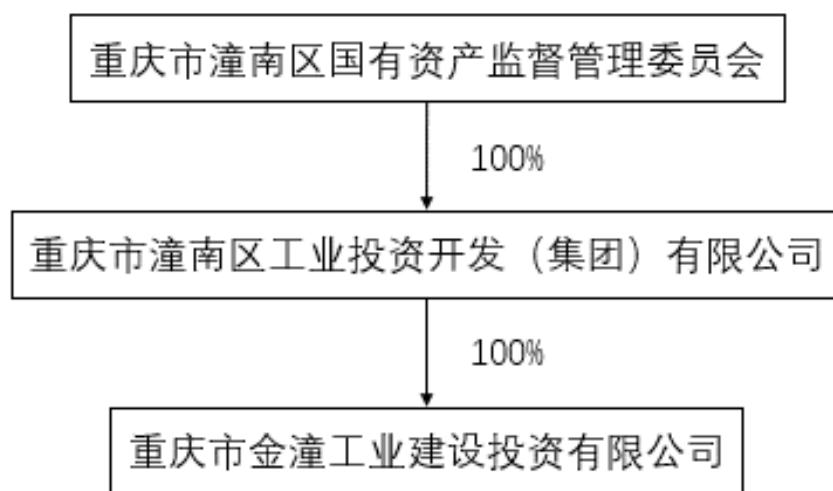 重庆市潼南区国有资产监督管理委员会
100%
重庆市潼南区工业投资开发（集团）有限公司
100%
重庆市金潼工业建设投资有限公司